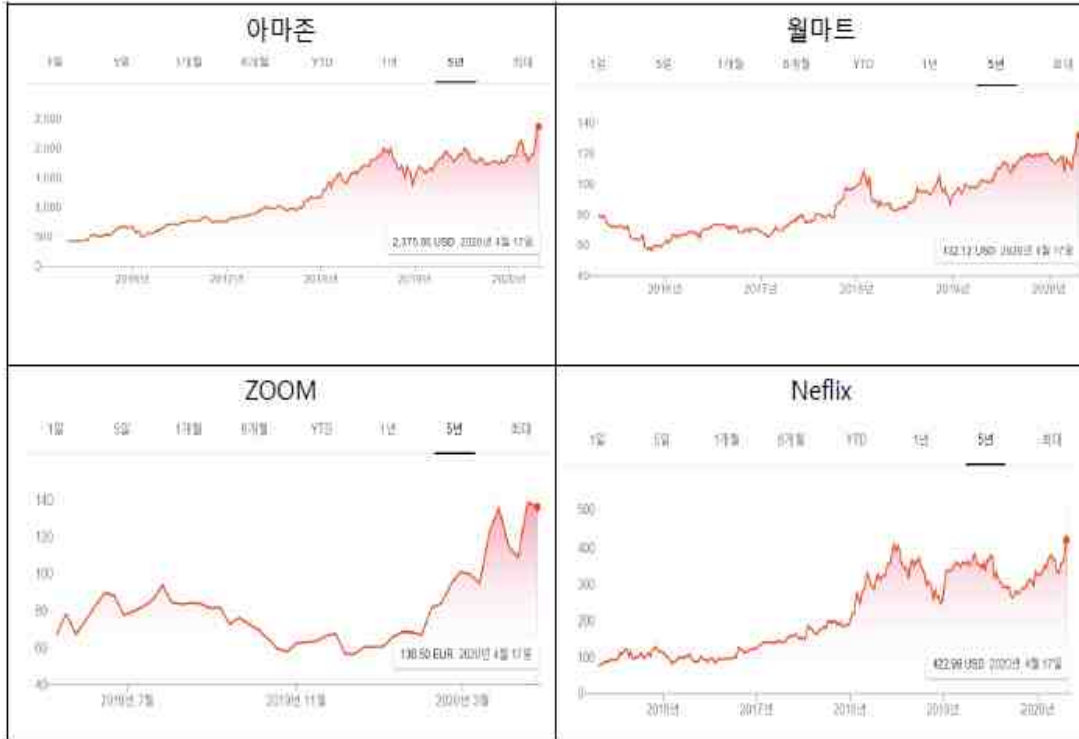 아마존
1일 5일 1개월 6개월 YTD 1년 5년 최대
2,500
2,000
1,500
1,000
500
0
2,375.00 USD 2020년 4월 17일
2016년 2017년 2018년 2019년 2020년
월마트
1일 5일 1개월 6개월 YTD 1년 5년 최대
140
120
100
80
60
40
132.12 USD 2020년 4월 17일
2016년 2017년 2018년 2019년 2020년
ZOOM
1일 5일 1개월 6개월 YTD 1년 5년 최대
140
120
100
80
60
40
136.50 EUR 2020년 4월 17일
2019년 7월 2019년 11월 2020년 3월
Neflix
1일 5일 1개월 6개월 YTD 1년 5년 최대
500
400
300
200
100
0
422.96 USD 2020년 4월 17일
2016년 2017년 2018년 2019년 2020년